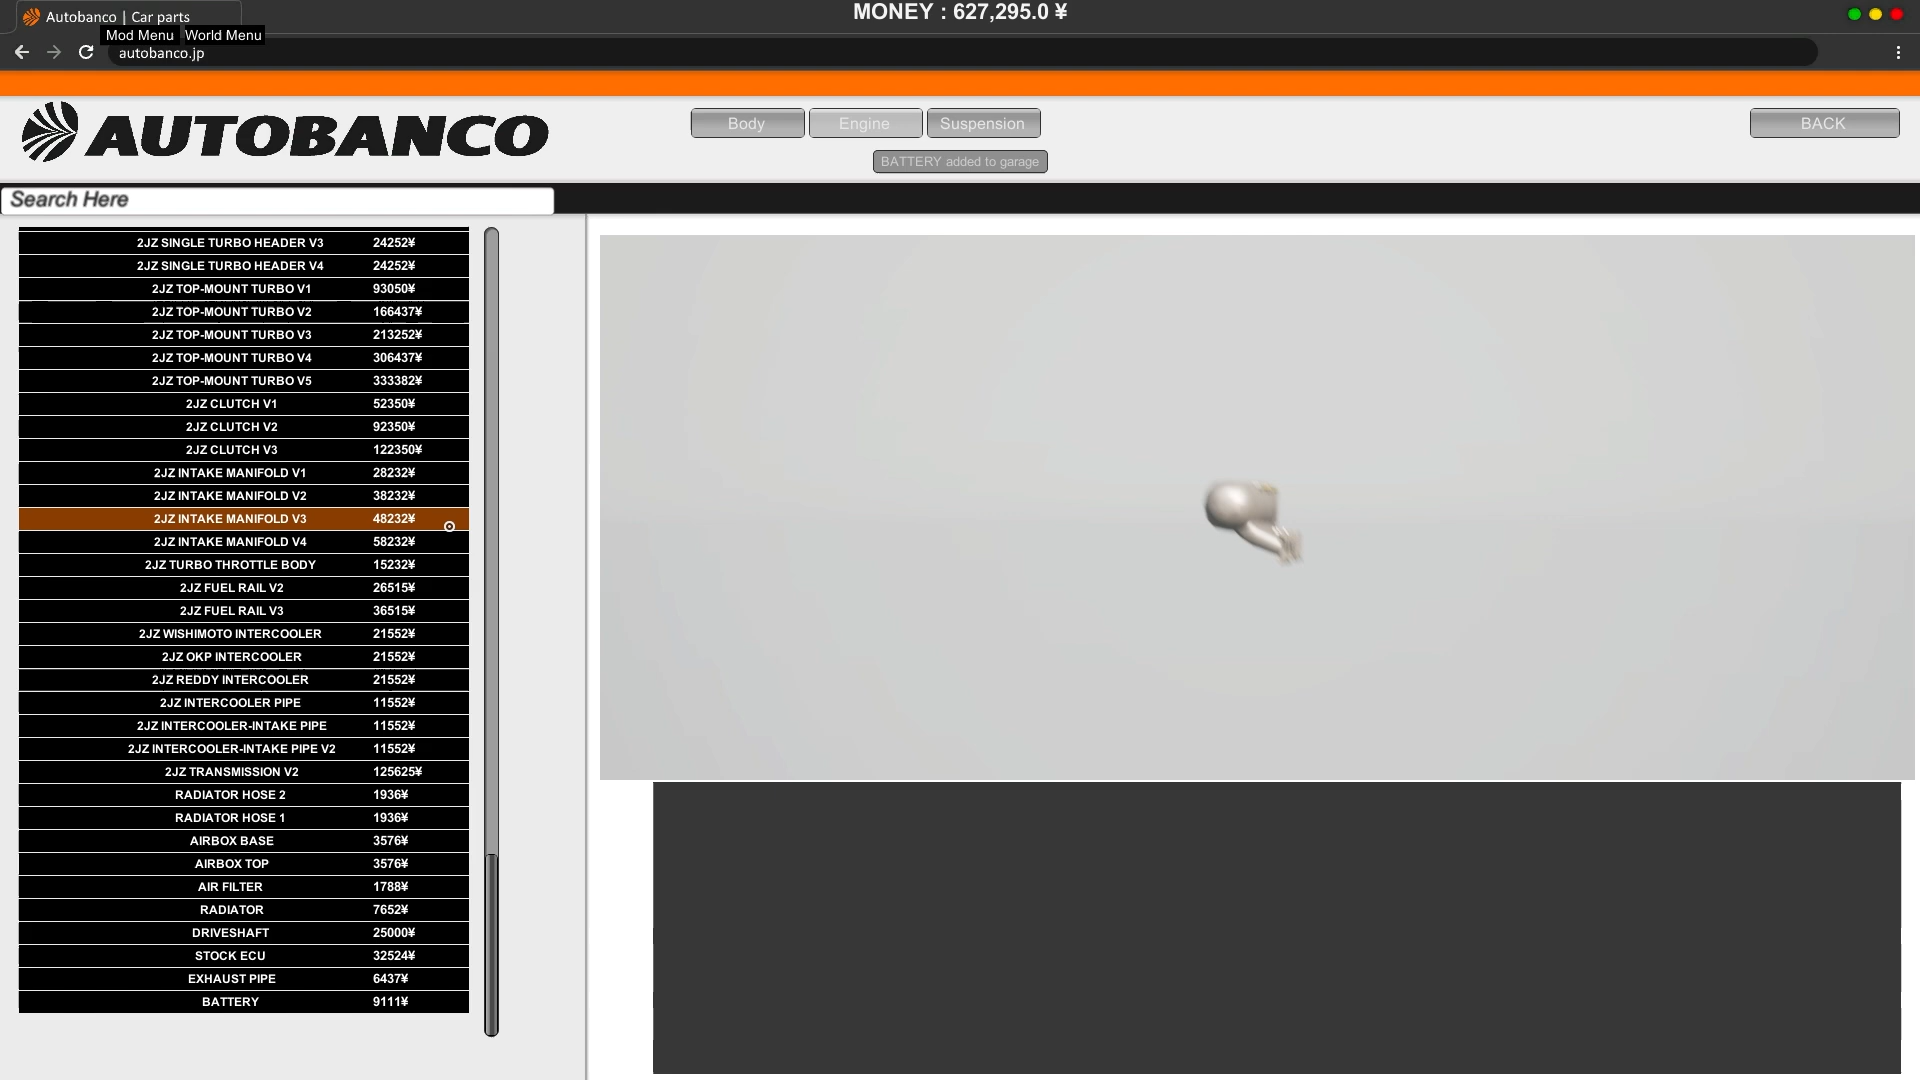 Autobanco | Car parts
MONEY : 627,295.0 ¥
Mod Menu World Menu
autobanco.jp
AUTOBANCO
Body
Engine
Suspension
BACK
BATTERY added to garage
Search Here
2JZ SINGLE TURBO HEADER V3 24252¥
2JZ SINGLE TURBO HEADER V4 24252¥
2JZ TOP-MOUNT TURBO V1 93050¥
2JZ TOP-MOUNT TURBO V2 166437¥
2JZ TOP-MOUNT TURBO V3 213252¥
2JZ TOP-MOUNT TURBO V4 306437¥
2JZ TOP-MOUNT TURBO V5 333382¥
2JZ CLUTCH V1 52350¥
2JZ CLUTCH V2 92350¥
2JZ CLUTCH V3 122350¥
2JZ INTAKE MANIFOLD V1 28232¥
2JZ INTAKE MANIFOLD V2 38232¥
2JZ INTAKE MANIFOLD V3 48232¥
2JZ INTAKE MANIFOLD V4 58232¥
2JZ TURBO THROTTLE BODY 15232¥
2JZ FUEL RAIL V2 26515¥
2JZ FUEL RAIL V3 36515¥
2JZ WISHIMOTO INTERCOOLER 21552¥
2JZ OKP INTERCOOLER 21552¥
2JZ REDDY INTERCOOLER 21552¥
2JZ INTERCOOLER PIPE 11552¥
2JZ INTERCOOLER-INTAKE PIPE 11552¥
2JZ INTERCOOLER-INTAKE PIPE V2 11552¥
2JZ TRANSMISSION V2 125625¥
RADIATOR HOSE 2 1936¥
RADIATOR HOSE 1 1936¥
AIRBOX BASE 3576¥
AIRBOX TOP 3576¥
AIR FILTER 1788¥
RADIATOR 7652¥
DRIVESHAFT 25000¥
STOCK ECU 32524¥
EXHAUST PIPE 6437¥
BATTERY 9111¥